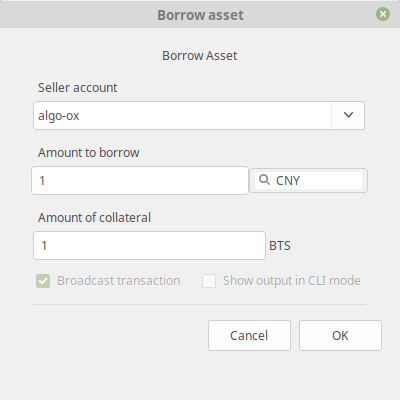 Borrow asset
Borrow Asset
Seller account
algo-ox
Amount to borrow
1 CNY
Amount of collateral
1 BTS
Broadcast transaction Show output in CLI mode
Cancel OK